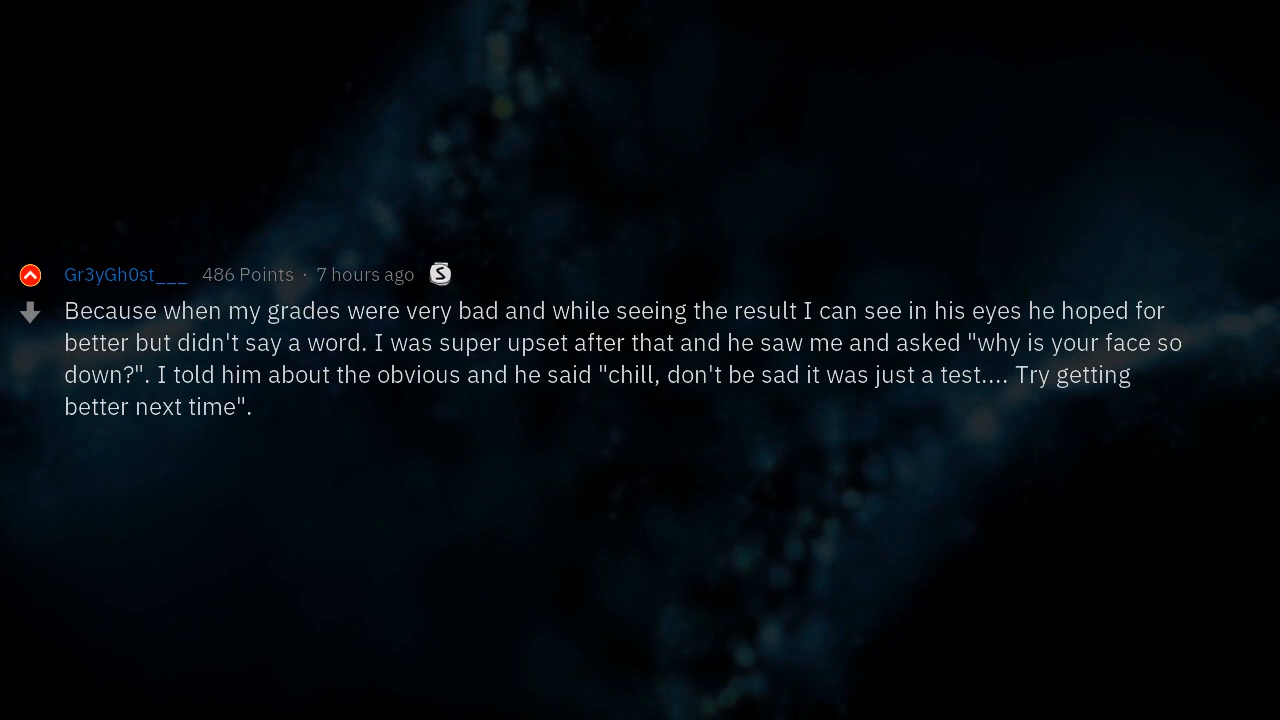 Gr3yGh0st___ 486 Points · 7 hours ago S
Because when my grades were very bad and while seeing the result I can see in his eyes he hoped for
better but didn't say a word. I was super upset after that and he saw me and asked "why is your face so
down?". I told him about the obvious and he said "chill, don't be sad it was just a test.... Try getting
better next time".